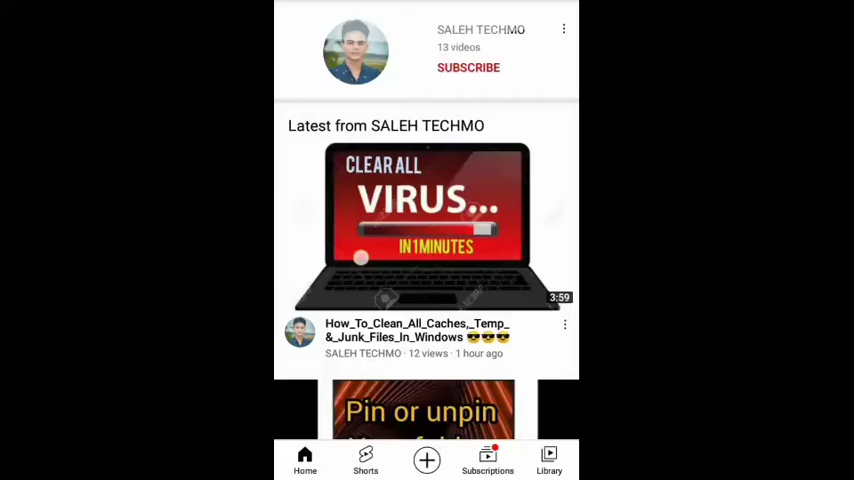 SALEH TECHMO
13 videos
SUBSCRIBE
Latest from SALEH TECHMO
CLEAR ALL
VIRUS...
IN 1 MINUTES
3:59
How_To_Clean_All_Caches,_Temp_
&_Junk_Files_In_Windows 😎😎😎
SALEH TECHMO · 12 views · 1 hour ago
Pin or unpin
Home
Shorts
Subscriptions
Library